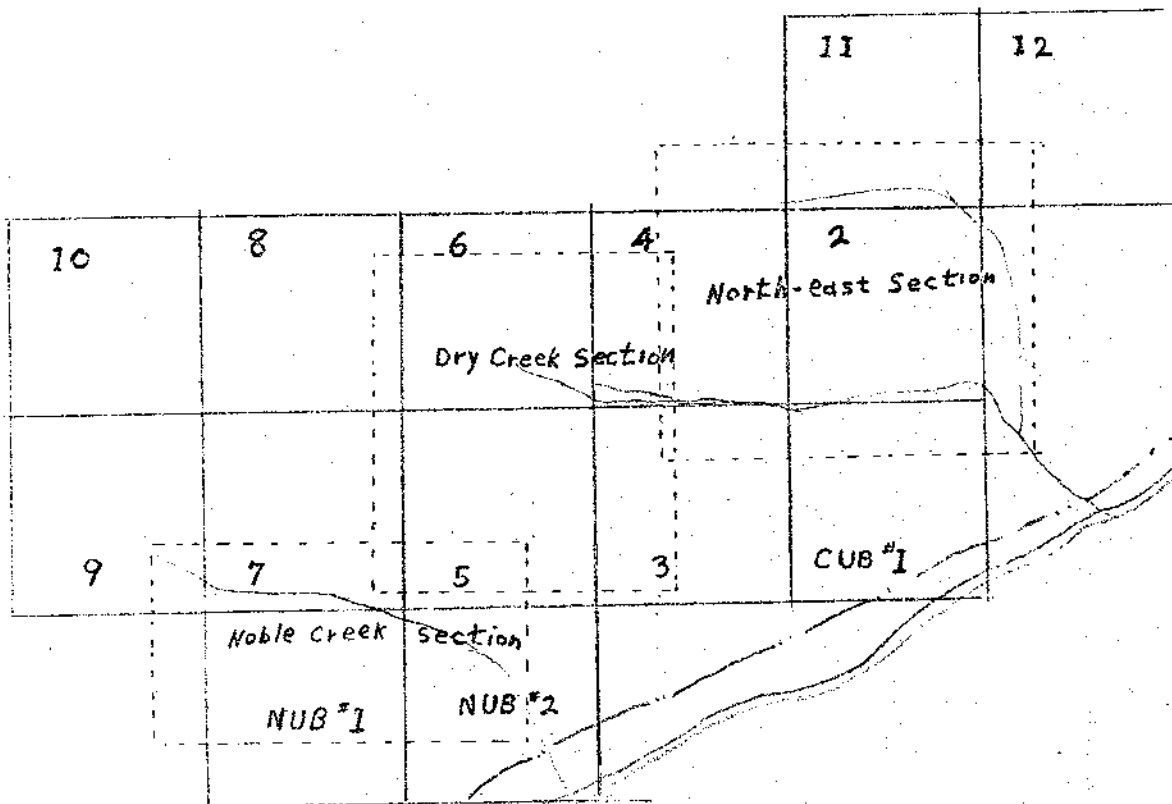 11
12
10
8
6
4
2
North-east Section
Dry Creek Section
9
7
5
3
CUB #1
Noble Creek section
NUB #1
NUB #2